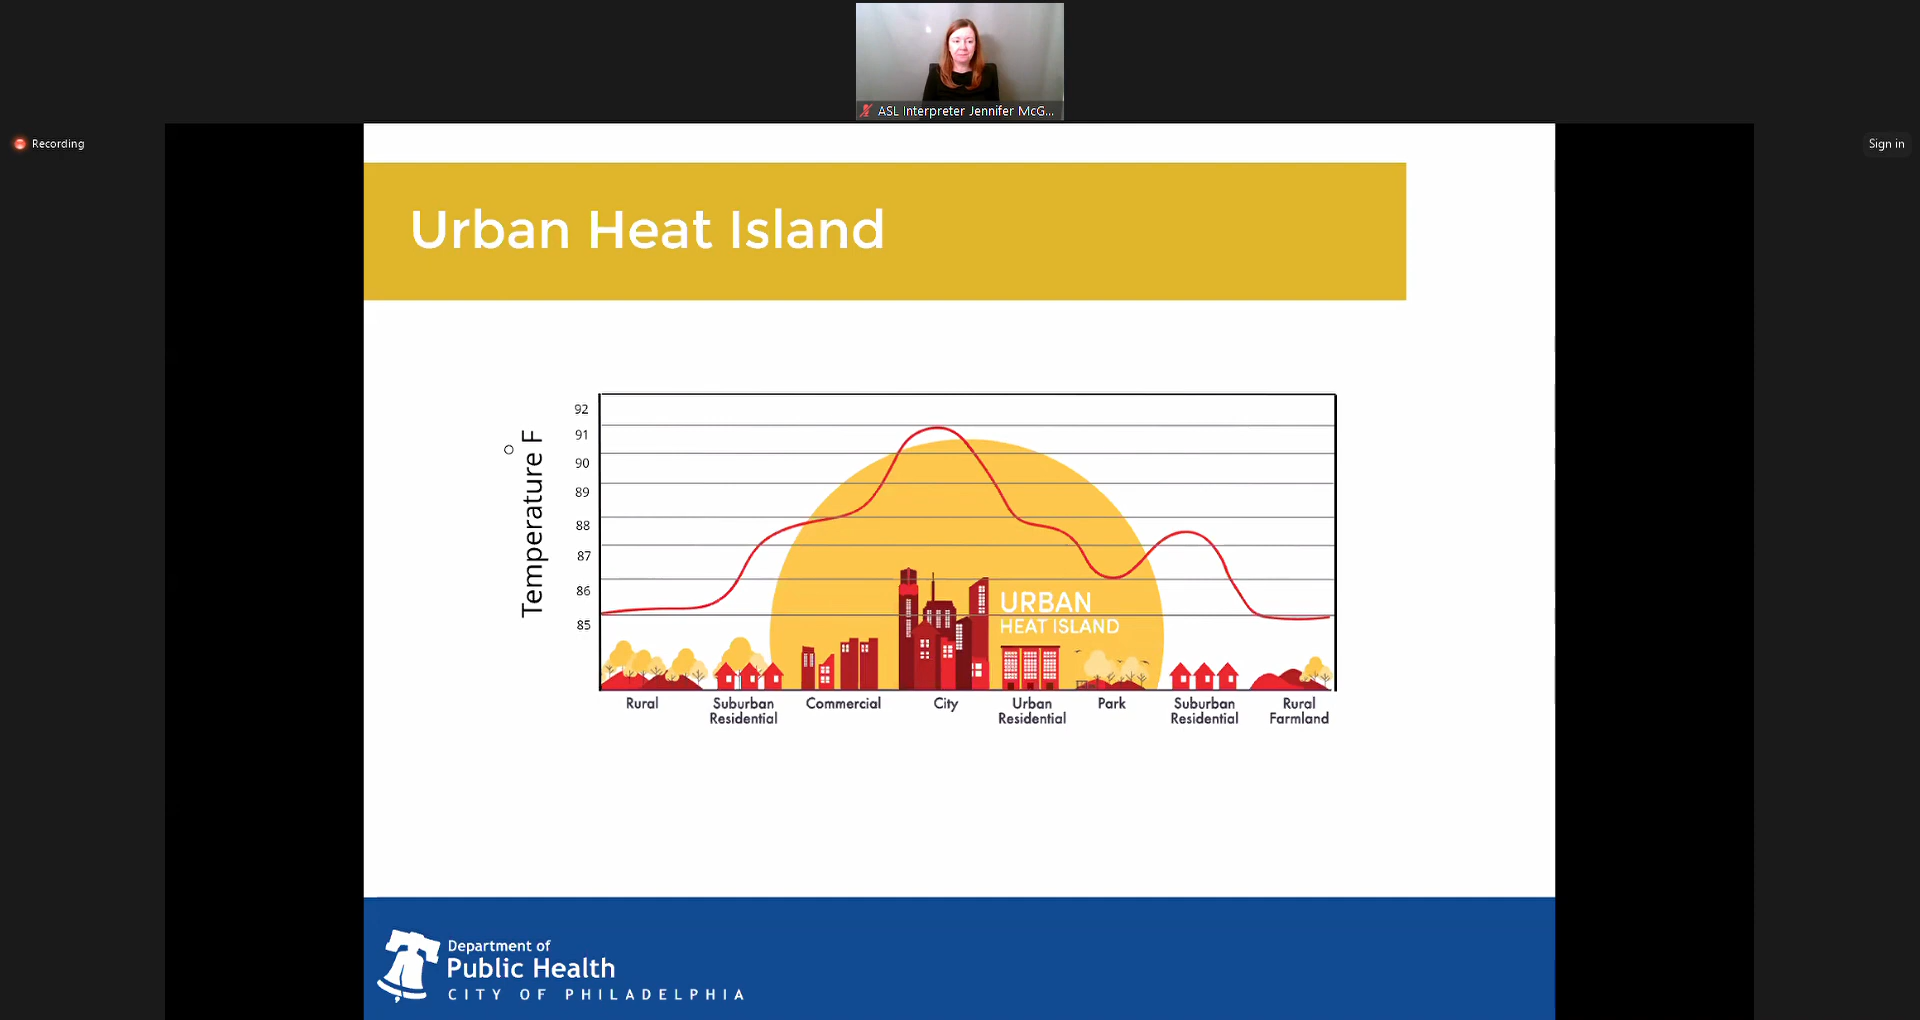 ASL Interpreter Jennifer McG...
Recording
Sign in
Urban Heat Island
Temperature °F
92
91
90
89
88
87
86
85
URBAN
HEAT ISLAND
Rural
Suburban
Residential
Commercial
City
Urban
Residential
Park
Suburban
Residential
Rural
Farmland
Department of
Public Health
CITY OF PHILADELPHIA